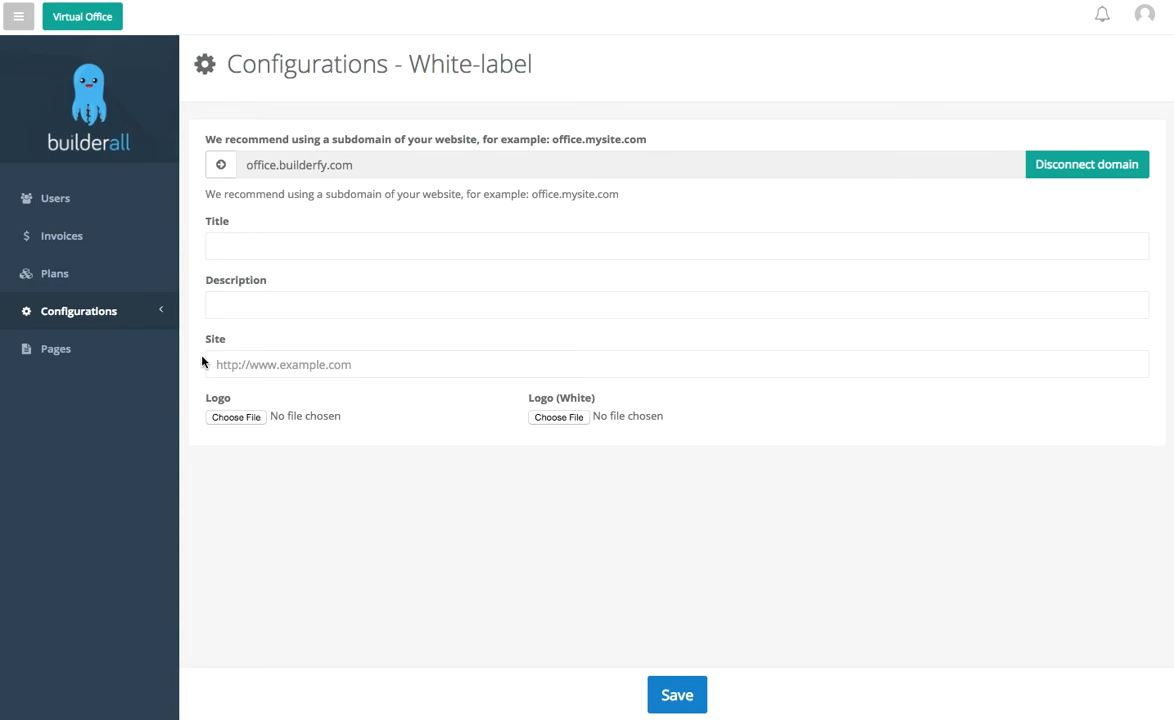 Virtual Office
builderall
Users
Invoices
Plans
Configurations
Pages
Configurations - White-label
We recommend using a subdomain of your website, for example: office.mysite.com
office.builderfy.com
Disconnect domain
We recommend using a subdomain of your website, for example: office.mysite.com
Title
Description
Site
http://www.example.com
Logo
Choose File No file chosen
Logo (White)
Choose File No file chosen
Save